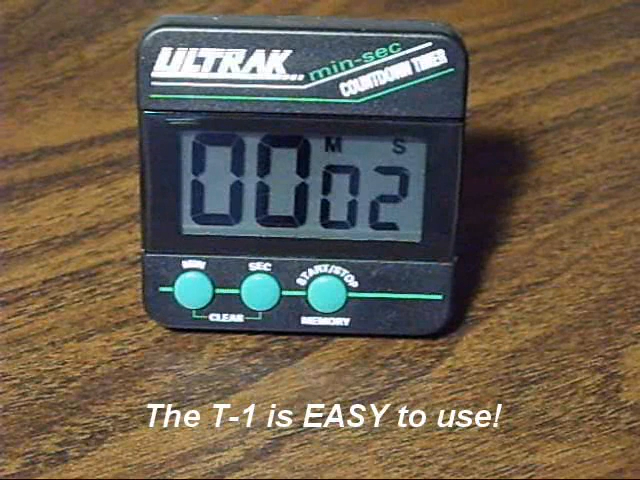 ULTRAK
min-sec
COUNTDOWN TIMER
M S
00 02
MIN SEC START/STOP
CLEAR MEMORY
The T-1 is EASY to use!